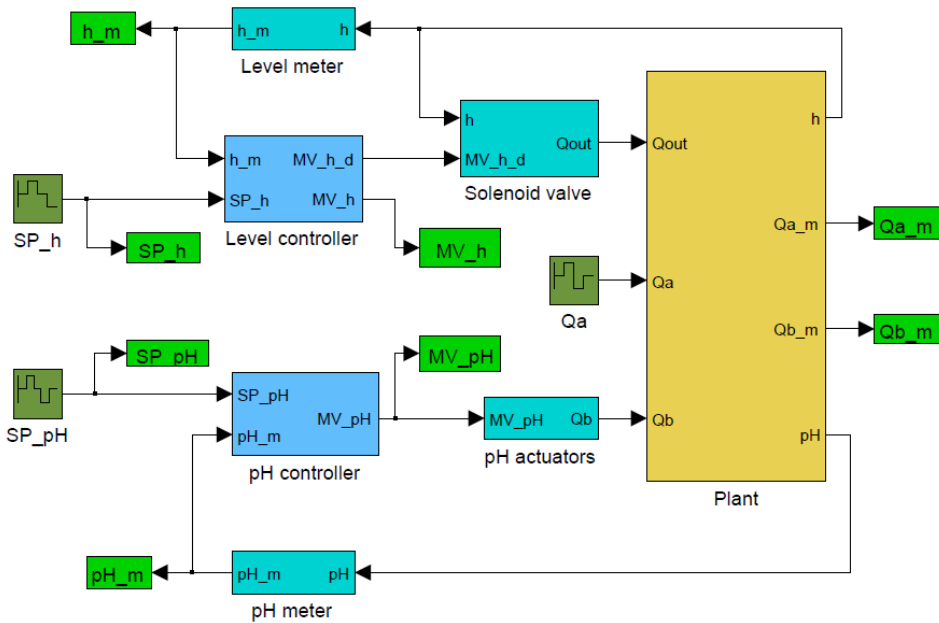 h_m
h_m
h
Level meter
h
MV_h_d
Qout
Solenoid valve
h_m
MV_h_d
SP_h
MV_h
Level controller
SP_h
SP_h
MV_h
Qa
SP_pH
SP_pH
MV_pH
SP_pH
MV_pH
pH_m
pH controller
MV_pH
Qb
pH actuators
Qout
h
Qa_m
Qa
Qb_m
Qb
pH
Plant
Qa_m
Qb_m
pH_m
pH_m
pH
pH meter